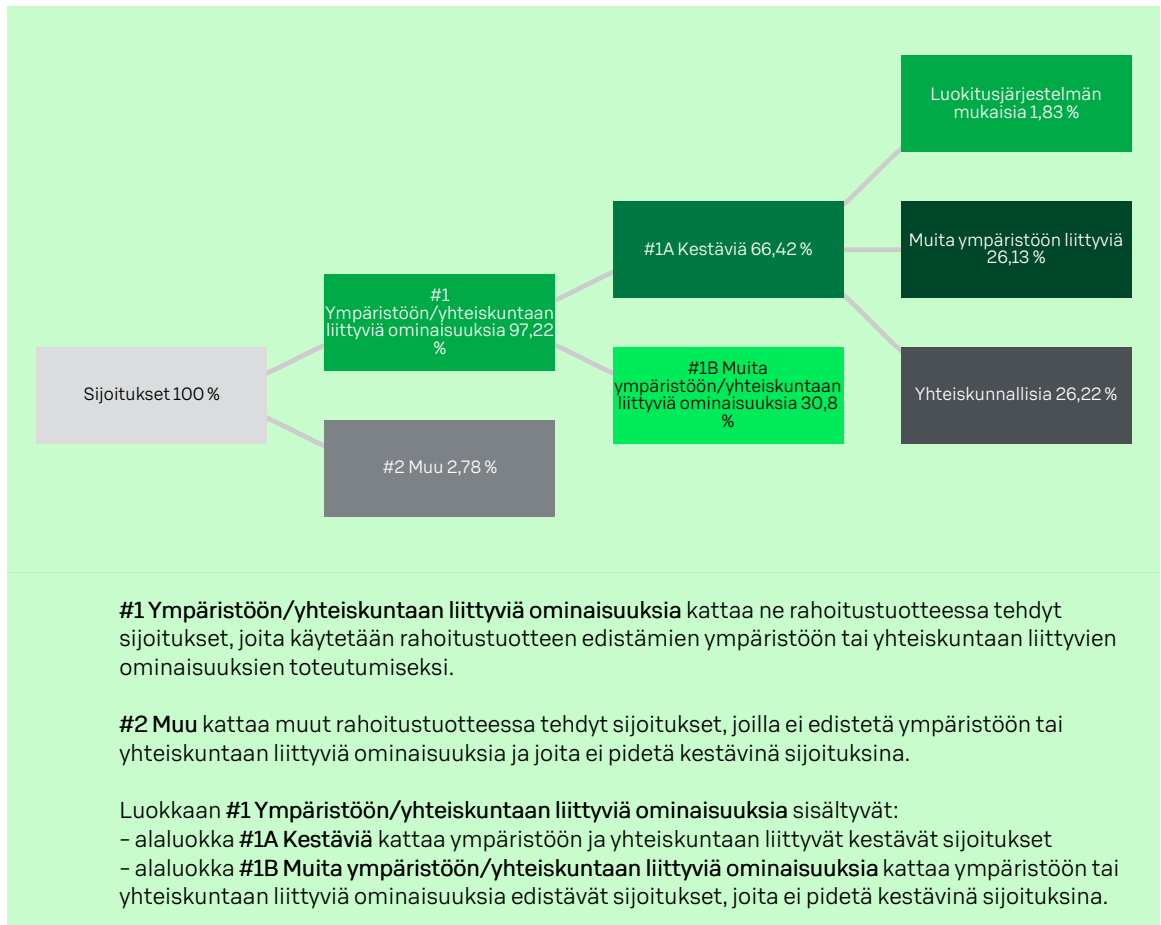 Luokitusjärjestelmän
mukaisia 1,83 %
#1A Kestäviä 66,42 %
Muita ympäristöön liittyviä
26,13 %
#1
Ympäristöön/yhteiskuntaan
liittyviä ominaisuuksia 97,22
%
Sijoitukset 100 %
#1B Muita
ympäristöön/yhteiskuntaan
liittyviä ominaisuuksia 30,8
%
Yhteiskunnallisia 26,22 %
#2 Muu 2,78 %
#1 Ympäristöön/yhteiskuntaan liittyviä ominaisuuksia kattaa ne rahoitustuotteessa tehdyt
sijoitukset, joita käytetään rahoitustuotteen edistämien ympäristöön tai yhteiskuntaan liittyvien
ominaisuuksien toteutumiseksi.
#2 Muu kattaa muut rahoitustuotteessa tehdyt sijoitukset, joilla ei edistetä ympäristöön tai
yhteiskuntaan liittyviä ominaisuuksia ja joita ei pidetä kestävinä sijoituksina.
Luokkaan #1 Ympäristöön/yhteiskuntaan liittyviä ominaisuuksia sisältyvät:
– alaluokka #1A Kestäviä kattaa ympäristöön ja yhteiskuntaan liittyvät kestävät sijoitukset
– alaluokka #1B Muita ympäristöön/yhteiskuntaan liittyviä ominaisuuksia kattaa ympäristöön tai
yhteiskuntaan liittyviä ominaisuuksia edistävät sijoitukset, joita ei pidetä kestävinä sijoituksina.